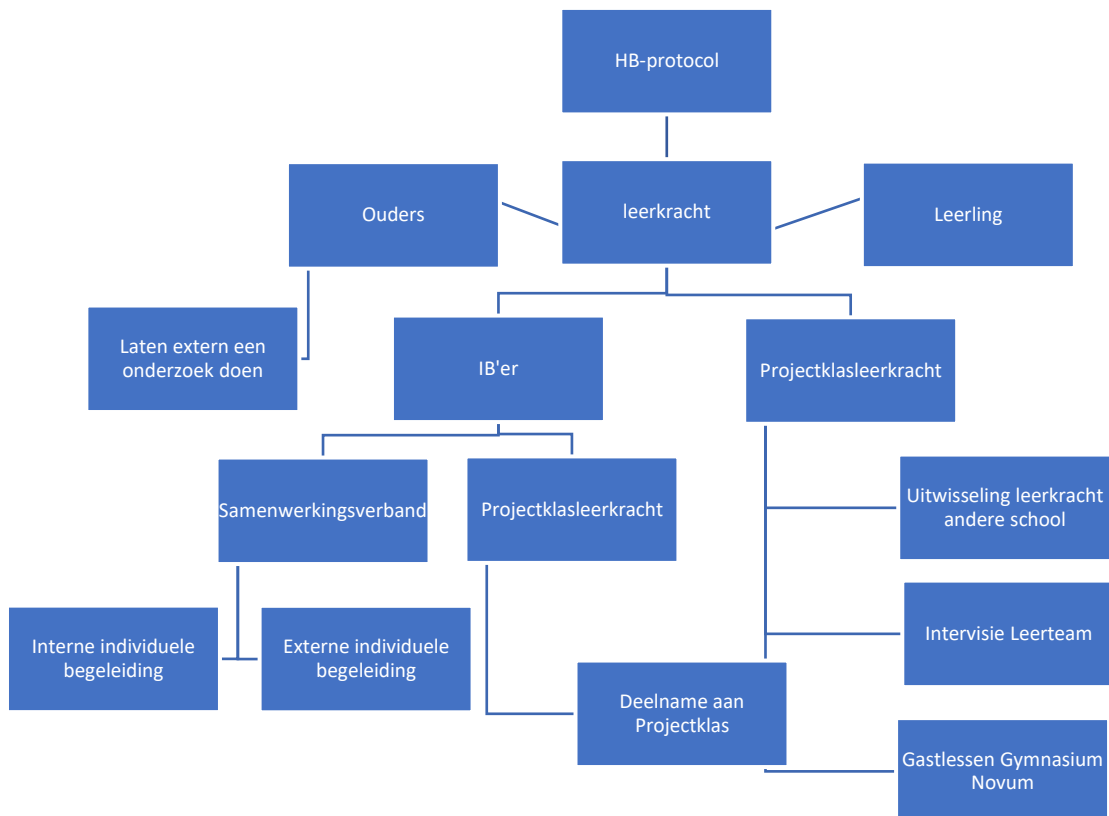 HB-protocol
Ouders
leerkracht
Leerling
Laten extern een
onderzoek doen
IB'er
Projectklasleerkracht
Samenwerkingsverband
Projectklasleerkracht
Uitwisseling leerkracht
andere school
Interne individuele
begeleiding
Externe individuele
begeleiding
Intervisie Leerteam
Deelname aan
Projectklas
Gastlessen Gymnasium
Novum